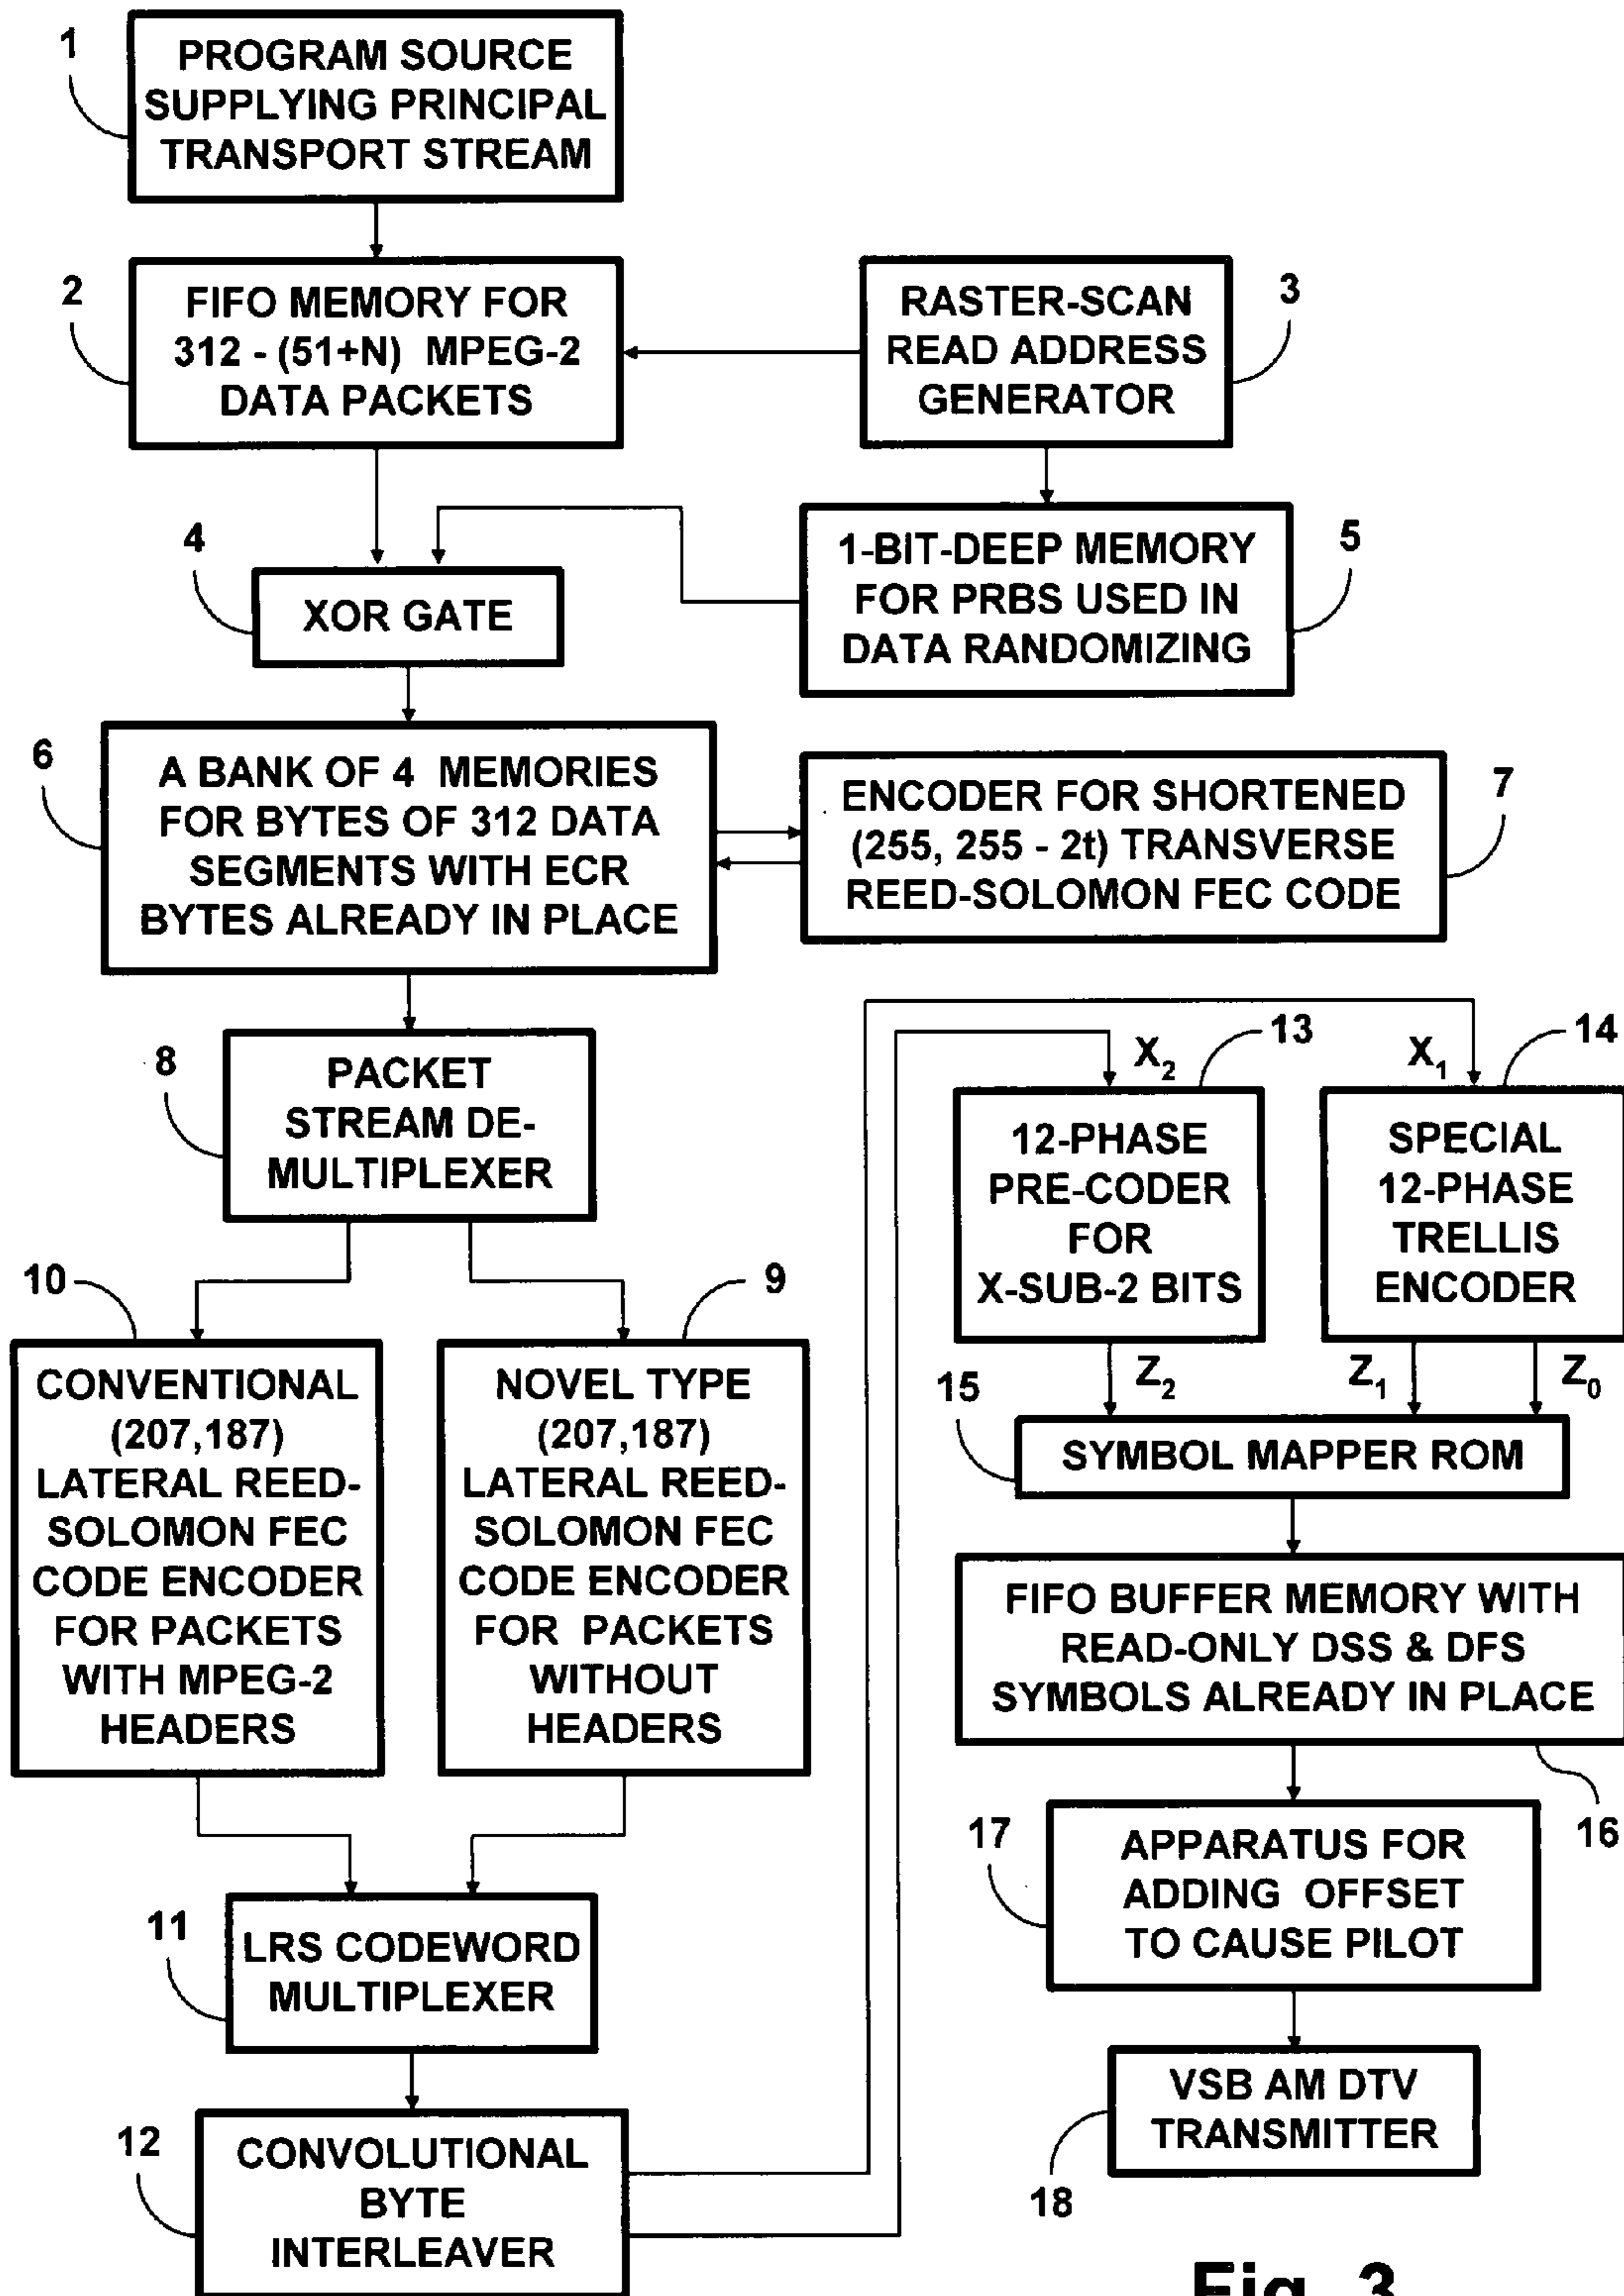 1
PROGRAM SOURCE
SUPPLYING PRINCIPAL
TRANSPORT STREAM
2
FIFO MEMORY FOR
312 - (51+N) MPEG-2
DATA PACKETS
RASTER-SCAN
READ ADDRESS
GENERATOR
3
4
XOR GATE
1-BIT-DEEP MEMORY
FOR PRBS USED IN
DATA RANDOMIZING
5
6
A BANK OF 4 MEMORIES
FOR BYTES OF 312 DATA
SEGMENTS WITH ECR
BYTES ALREADY IN PLACE
ENCODER FOR SHORTENED
(255, 255 - 2t) TRANSVERSE
REED-SOLOMON FEC CODE
7
8
PACKET
STREAM DE-
MULTIPLEXER
10
CONVENTIONAL
(207,187)
LATERAL REED-
SOLOMON FEC
CODE ENCODER
FOR PACKETS
WITH MPEG-2
HEADERS
9
NOVEL TYPE
(207,187)
LATERAL REED-
SOLOMON FEC
CODE ENCODER
FOR PACKETS
WITHOUT
HEADERS
11
LRS CODEWORD
MULTIPLEXER
12
CONVOLUTIONAL
BYTE
INTERLEAVER
X2
13
12-PHASE
PRE-CODER
FOR
X-SUB-2 BITS
X1
14
SPECIAL
12-PHASE
TRELLIS
ENCODER
Z2
Z1
Z0
15
SYMBOL MAPPER ROM
FIFO BUFFER MEMORY WITH
READ-ONLY DSS & DFS
SYMBOLS ALREADY IN PLACE
16
17
APPARATUS FOR
ADDING OFFSET
TO CAUSE PILOT
VSB AM DTV
TRANSMITTER
18
Fig. 3